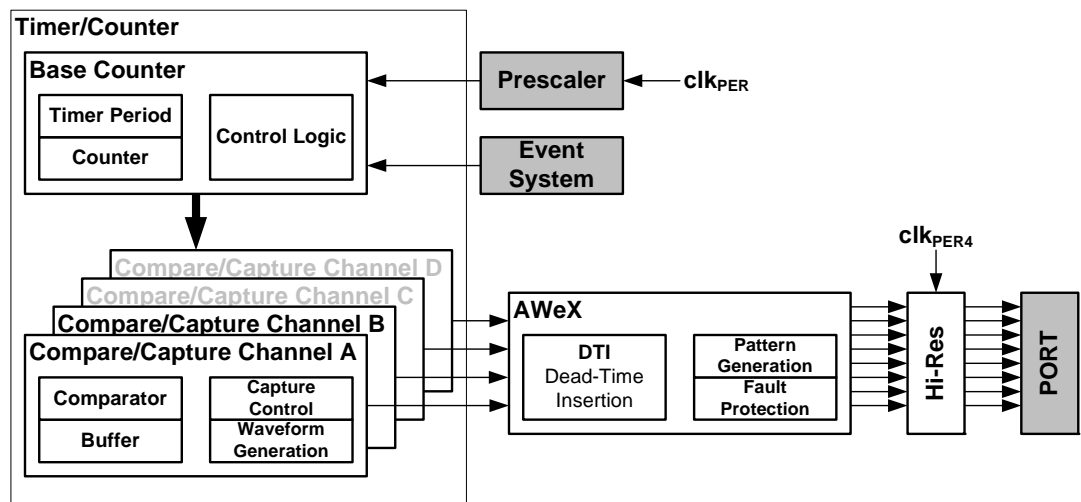 Timer/Counter
Base Counter
Timer Period
Counter
Control Logic
Prescaler
clkPER
Event
System
Compare/Capture Channel D
Compare/Capture Channel C
Compare/Capture Channel B
Compare/Capture Channel A
Comparator
Buffer
Capture
Control
Waveform
Generation
AWeX
DTI
Dead-Time
Insertion
Pattern
Generation
Fault
Protection
clkPER4
Hi-Res
PORT